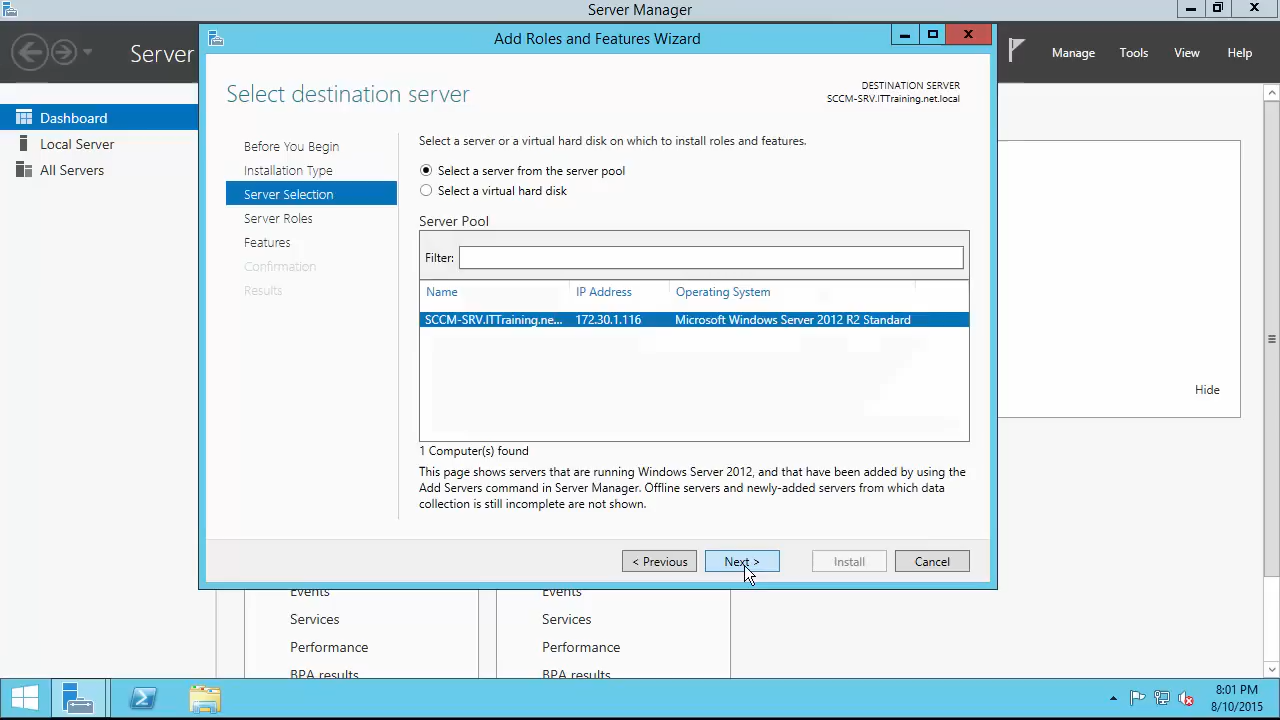 Server Manager
Server
Manage
Tools
View
Help
Dashboard
Local Server
All Servers
Add Roles and Features Wizard
Select destination server
DESTINATION SERVER
SCCM-SRV.ITTraining.net.local
Before You Begin
Installation Type
Server Selection
Server Roles
Features
Confirmation
Results
Select a server or a virtual hard disk on which to install roles and features.
Select a server from the server pool
Select a virtual hard disk
Server Pool
Filter:
Name IP Address Operating System
SCCM-SRV.ITTraining.ne... 172.30.1.116 Microsoft Windows Server 2012 R2 Standard
1 Computer(s) found
This page shows servers that are running Windows Server 2012, and that have been added by using the
Add Servers command in Server Manager. Offline servers and newly-added servers from which data
collection is still incomplete are not shown.
< Previous
Next >
Install
Cancel
Hide
Events
Services
Performance
BPA results
Events
Services
Performance
BPA results
8:01 PM
8/10/2015